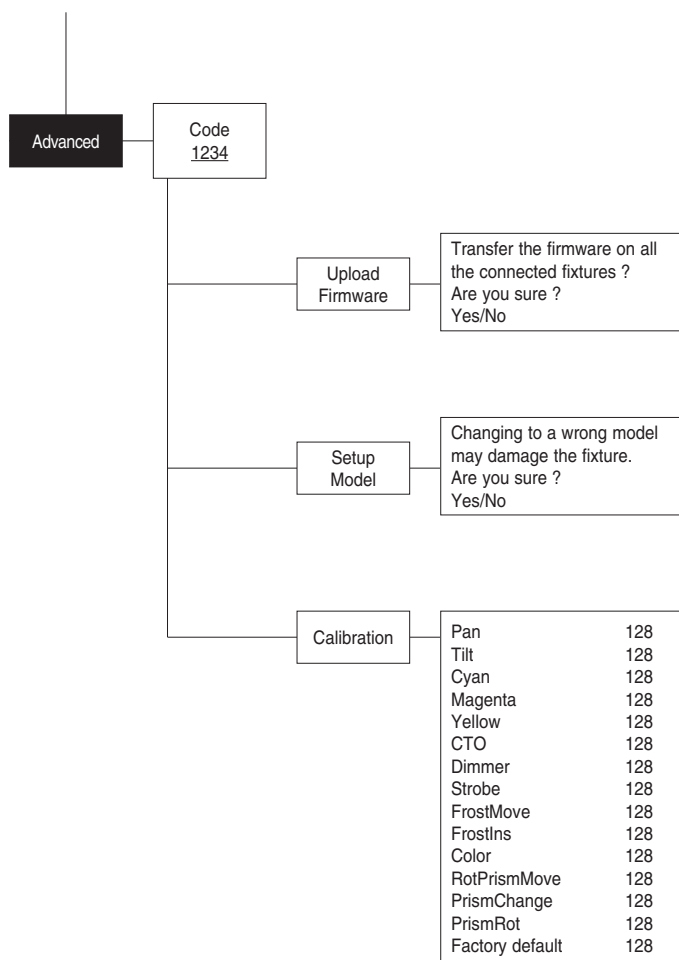 Advanced
Code
1234
Upload
Firmware
Transfer the firmware on all
the connected fixtures ?
Are you sure ?
Yes/No
Setup
Model
Changing to a wrong model
may damage the fixture.
Are you sure ?
Yes/No
Calibration
Pan 128
Tilt 128
Cyan 128
Magenta 128
Yellow 128
CTO 128
Dimmer 128
Strobe 128
FrostMove 128
FrostIns 128
Color 128
RotPrismMove 128
PrismChange 128
PrismRot 128
Factory default 128